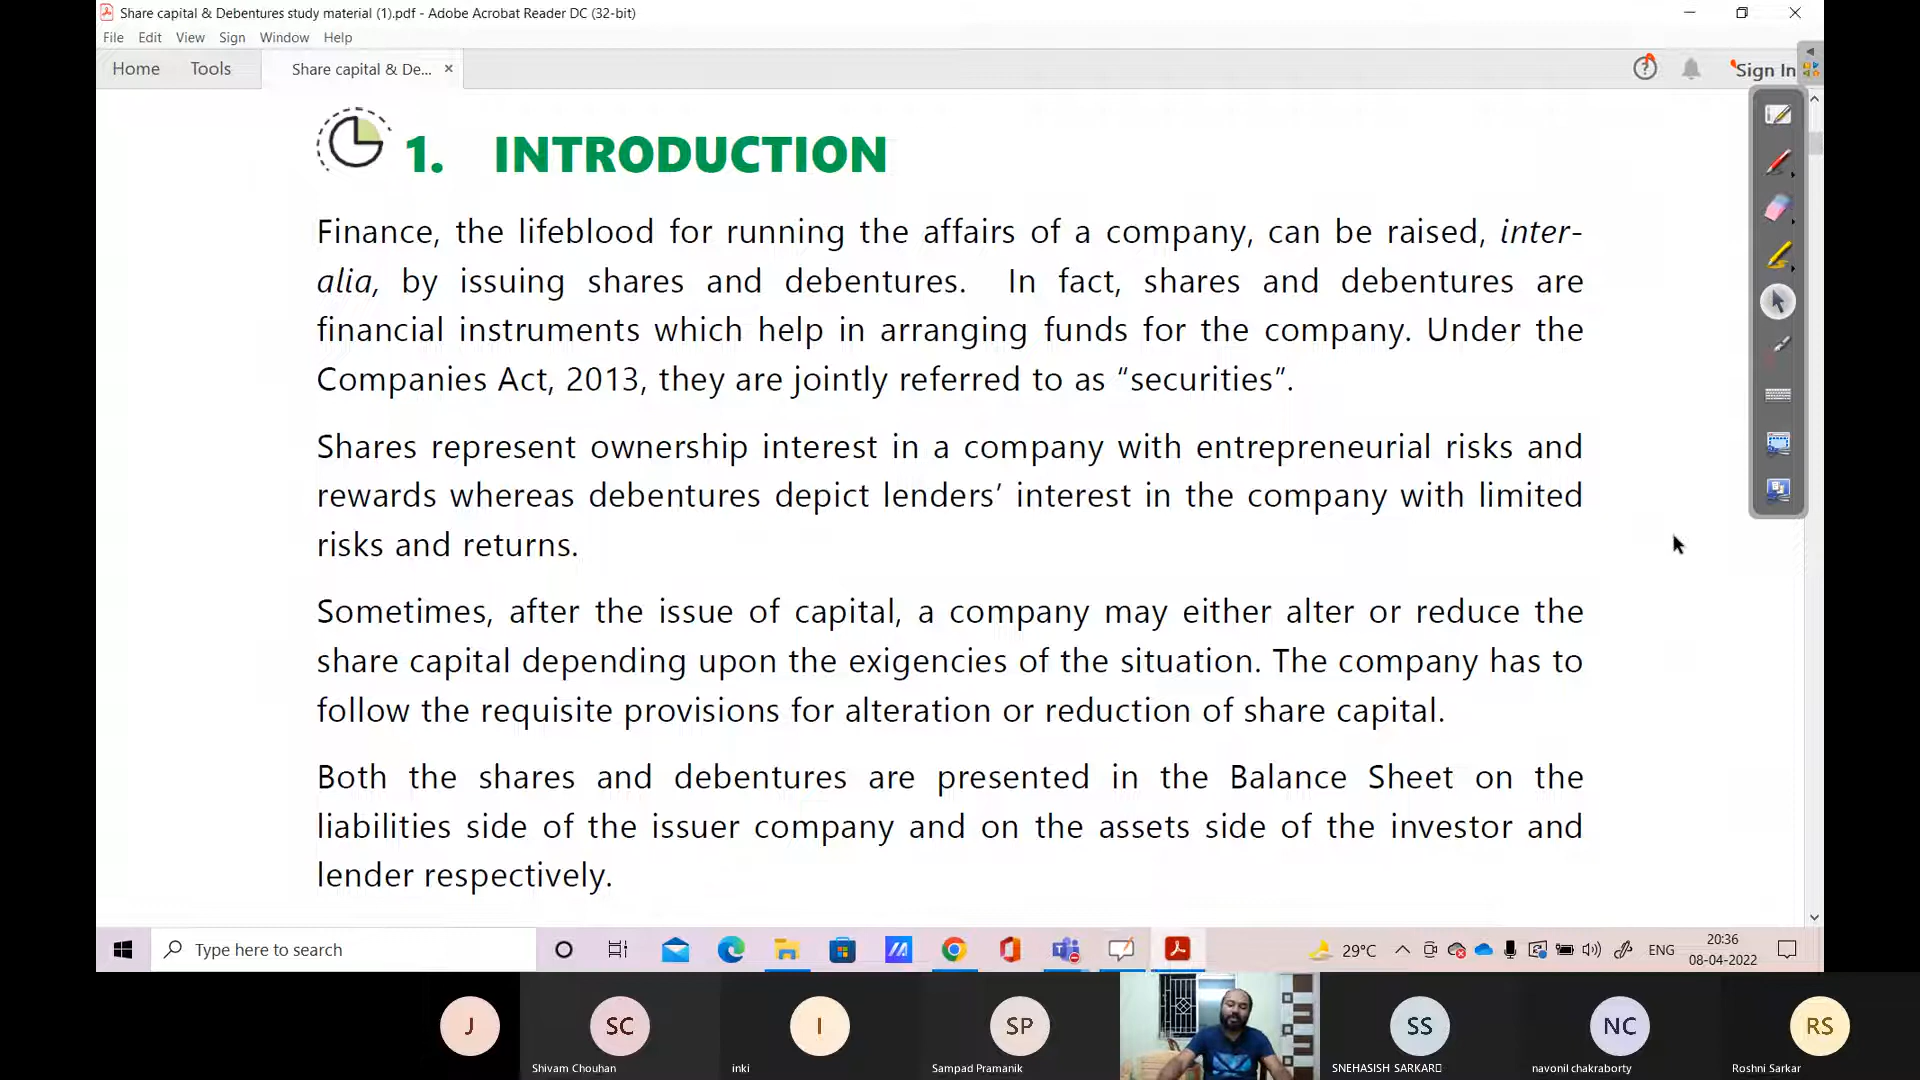 Share capital & Debentures study material (1).pdf - Adobe Acrobat Reader DC (32-bit)
File Edit View Sign Window Help
Home Tools Share capital & De... × Sign In
1. INTRODUCTION
Finance, the lifeblood for running the affairs of a company, can be raised, inter-
alia, by issuing shares and debentures. In fact, shares and debentures are
financial instruments which help in arranging funds for the company. Under the
Companies Act, 2013, they are jointly referred to as “securities”.
Shares represent ownership interest in a company with entrepreneurial risks and
rewards whereas debentures depict lenders’ interest in the company with limited
risks and returns.
Sometimes, after the issue of capital, a company may either alter or reduce the
share capital depending upon the exigencies of the situation. The company has to
follow the requisite provisions for alteration or reduction of share capital.
Both the shares and debentures are presented in the Balance Sheet on the
liabilities side of the issuer company and on the assets side of the investor and
lender respectively.
Type here to search
29°C ENG
20:36
08-04-2022
J SC I SP SS NC RS
Shivam Chouhan inki Sampad Pramanik SNEHASISH SARKAR navonil chakraborty Roshni Sarkar